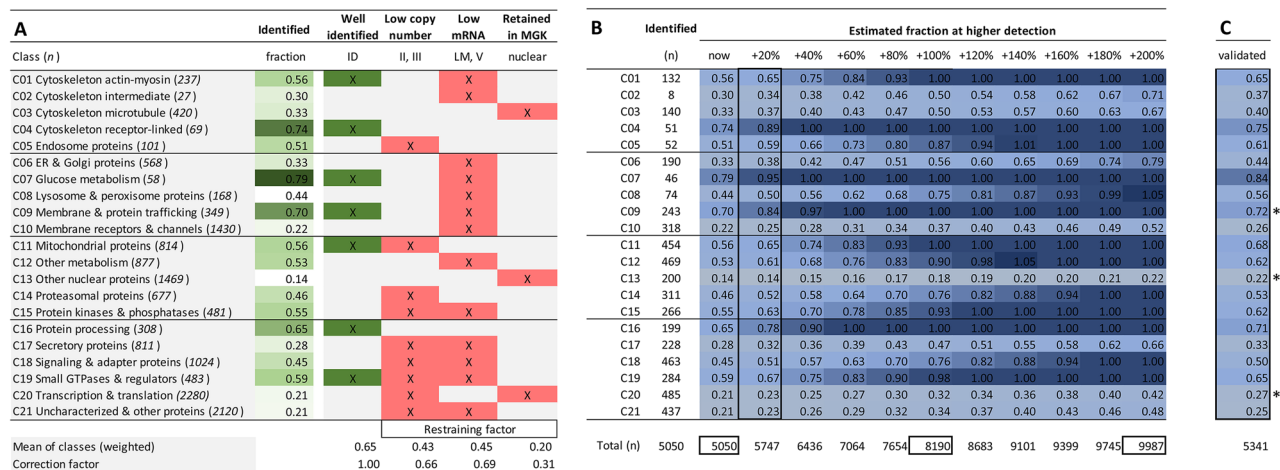 A Identified Well identified Low copy number Low mRNA Retained in MGK
Class (n) fraction ID II, III LM, V nuclear
C01 Cytoskeleton actin-myosin (237) 0.56 X X
C02 Cytoskeleton intermediate (27) 0.30 X
C03 Cytoskeleton microtubule (420) 0.33 X
C04 Cytoskeleton receptor-linked (69) 0.74 X
C05 Endosome proteins (101) 0.51 X
C06 ER & Golgi proteins (568) 0.33 X
C07 Glucose metabolism (58) 0.79 X X
C08 Lysosome & peroxisome proteins (168) 0.44 X
C09 Membrane & protein trafficking (349) 0.70 X X
C10 Membrane receptors & channels (1430) 0.22 X
C11 Mitochondrial proteins (814) 0.56 X X
C12 Other metabolism (877) 0.53 X
C13 Other nuclear proteins (1469) 0.14 X
C14 Proteasomal proteins (677) 0.46 X
C15 Protein kinases & phosphatases (481) 0.55 X X
C16 Protein processing (308) 0.65 X
C17 Secretory proteins (811) 0.28 X X
C18 Signaling & adapter proteins (1024) 0.45 X X
C19 Small GTPases & regulators (483) 0.59 X X X
C20 Transcription & translation (2280) 0.21 X X
C21 Uncharacterized & other proteins (2120) 0.21 X X
Restraining factor
Mean of classes (weighted) 0.65 0.43 0.45 0.20
Correction factor 1.00 0.66 0.69 0.31
B Identified Estimated fraction at higher detection
(n) now +20% +40% +60% +80% +100% +120% +140% +160% +180% +200%
C01 132 0.56 0.65 0.75 0.84 0.93 1.00 1.00 1.00 1.00 1.00 1.00
C02 8 0.30 0.34 0.38 0.42 0.46 0.50 0.54 0.58 0.62 0.67 0.71
C03 140 0.33 0.37 0.40 0.43 0.47 0.50 0.53 0.57 0.60 0.63 0.67
C04 51 0.74 0.89 1.00 1.00 1.00 1.00 1.00 1.00 1.00 1.00 1.00
C05 52 0.51 0.59 0.66 0.73 0.80 0.87 0.94 1.01 1.00 1.00 1.00
C06 190 0.33 0.38 0.42 0.47 0.51 0.56 0.60 0.65 0.69 0.74 0.79
C07 46 0.79 0.95 1.00 1.00 1.00 1.00 1.00 1.00 1.00 1.00 1.00
C08 74 0.44 0.50 0.56 0.62 0.68 0.75 0.81 0.87 0.93 0.99 1.05
C09 243 0.70 0.84 0.97 1.00 1.00 1.00 1.00 1.00 1.00 1.00 1.00
C10 318 0.22 0.25 0.28 0.31 0.34 0.37 0.40 0.43 0.46 0.49 0.52
C11 454 0.56 0.65 0.74 0.83 0.93 1.00 1.00 1.00 1.00 1.00 1.00
C12 469 0.53 0.61 0.68 0.76 0.83 0.90 0.98 1.05 1.00 1.00 1.00
C13 200 0.14 0.14 0.15 0.16 0.17 0.18 0.19 0.20 0.20 0.21 0.22
C14 311 0.46 0.52 0.58 0.64 0.70 0.76 0.82 0.88 0.94 1.00 1.00
C15 266 0.55 0.63 0.70 0.78 0.85 0.93 1.00 1.00 1.00 1.00 1.00
C16 199 0.65 0.78 0.90 1.00 1.00 1.00 1.00 1.00 1.00 1.00 1.00
C17 228 0.28 0.32 0.36 0.39 0.43 0.47 0.51 0.55 0.58 0.62 0.66
C18 463 0.45 0.51 0.57 0.63 0.70 0.76 0.82 0.88 0.94 1.00 1.00
C19 284 0.59 0.67 0.75 0.83 0.90 0.98 1.00 1.00 1.00 1.00 1.00
C20 485 0.21 0.23 0.25 0.27 0.30 0.32 0.34 0.36 0.38 0.40 0.42
C21 437 0.21 0.23 0.26 0.29 0.32 0.34 0.37 0.40 0.43 0.46 0.48
Total (n) 5050 5050 5747 6436 7064 7654 8190 8683 9101 9399 9745 9987
C
validated
0.65
0.37
0.40
0.75
0.61
0.44
0.84
0.56
0.72 *
0.26
0.68
0.62
0.22 *
0.53
0.62
0.71
0.33
0.50
0.65
0.27 *
0.25
5341